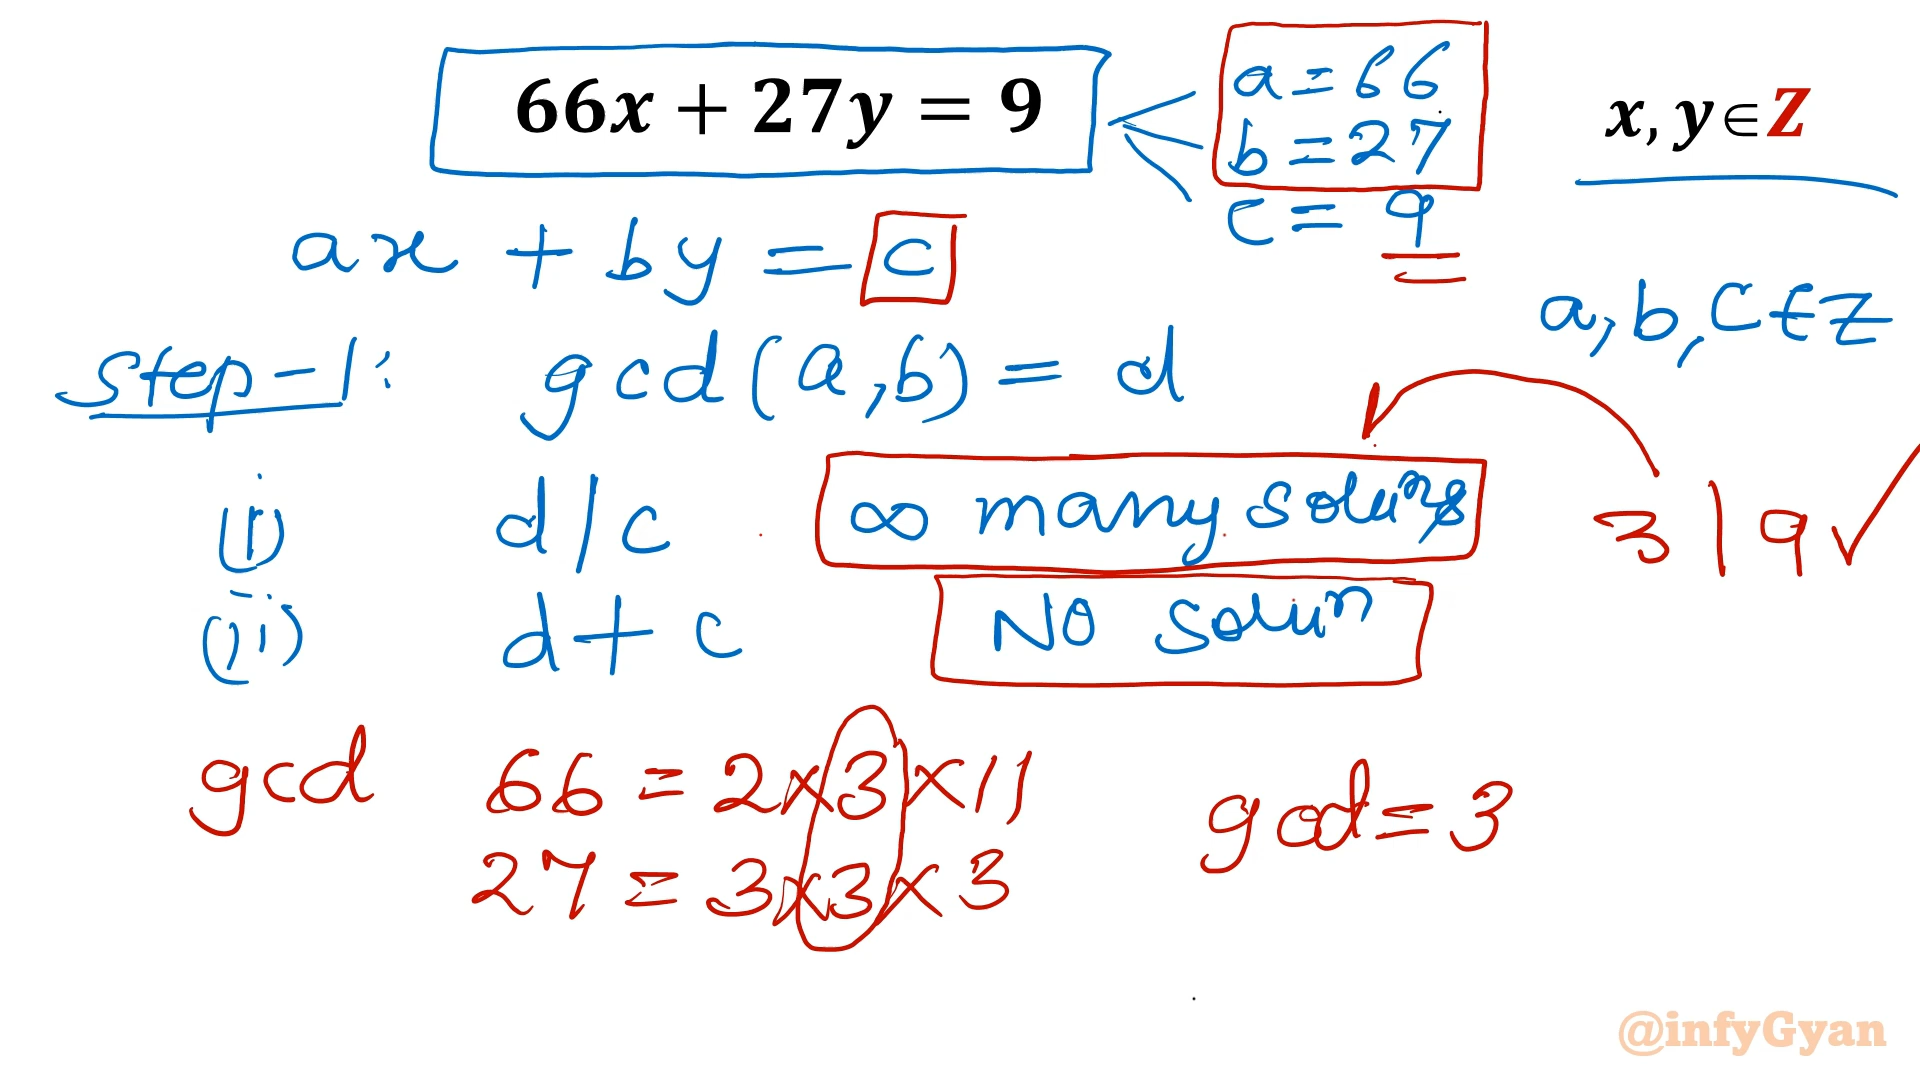 66x + 27y = 9
a = 66
b = 27
c = 9
x, y ∈ Z
ax + by = c
a, b, c ∈ Z
step-1: gcd(a,b) = d
(i) d/c ∞ many soluns 3 | 9 ✓
(ii) d∤c NO solun
gcd 66 = 2×3×11
27 = 3×3×3
gcd = 3
@infyGyan